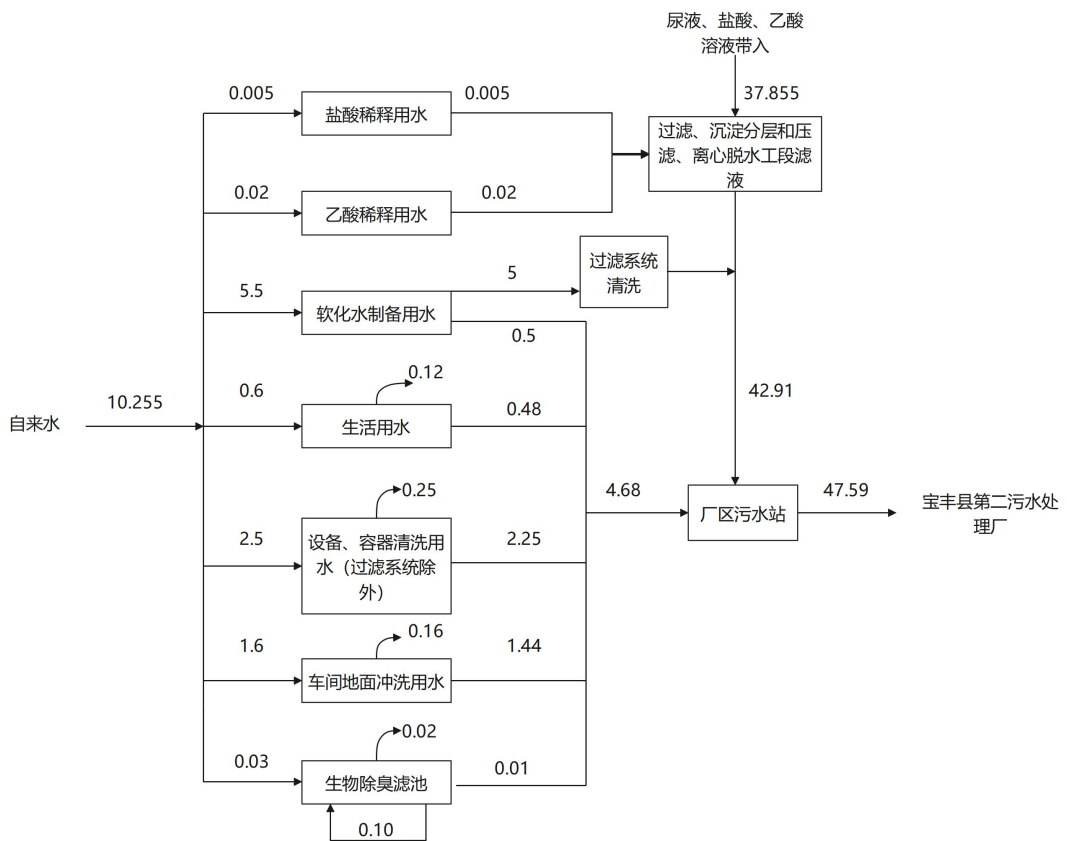 尿液、盐酸、乙酸
溶液带入
37.855
0.005
盐酸稀释用水
0.005
过滤、沉淀分层和压
滤、离心脱水工段滤
液
0.02
乙酸稀释用水
0.02
过滤系统
清洗
5.5
软化水制备用水
5
0.5
自来水
10.255
0.6
0.12
生活用水
0.48
42.91
0.25
2.5
设备、容器清洗用
水（过滤系统除
外）
2.25
4.68
厂区污水站
47.59
宝丰县第二污水处
理厂
0.16
1.6
车间地面冲洗用水
1.44
0.02
0.03
生物除臭滤池
0.01
0.10